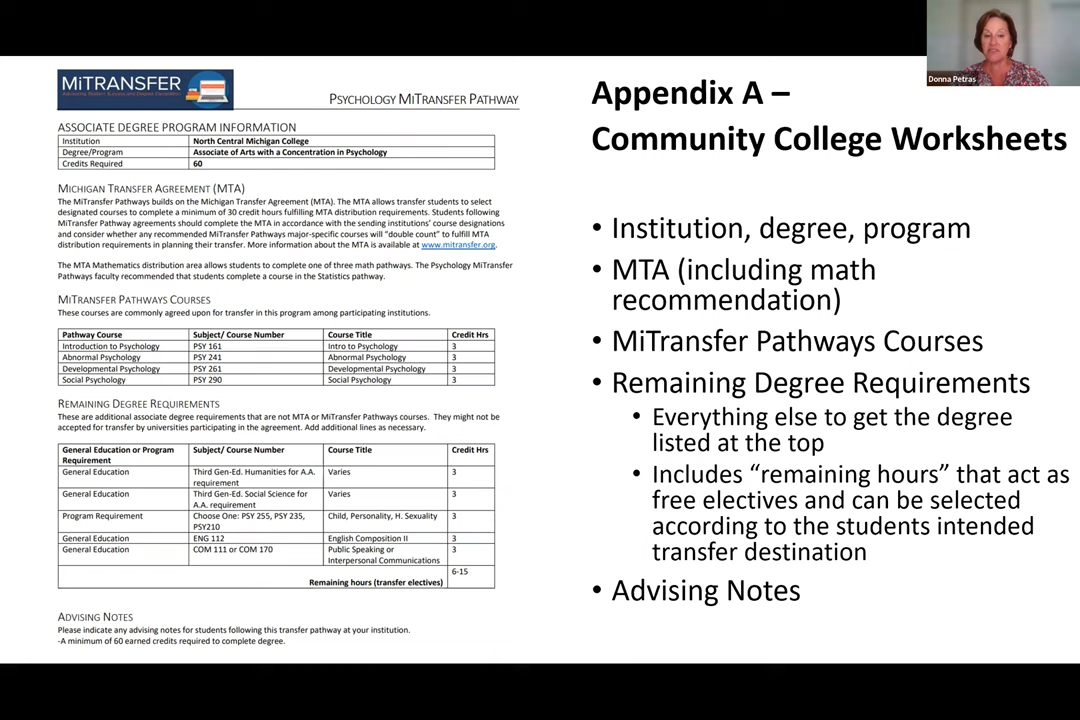 Donna Petras
MiTRANSFER
PSYCHOLOGY MITRANSFER PATHWAY
ASSOCIATE DEGREE PROGRAM INFORMATION
Institution North Central Michigan College
Degree/Program Associate of Arts with a Concentration in Psychology
Credits Required 60
MICHIGAN TRANSFER AGREEMENT (MTA)
The MiTransfer Pathways builds on the Michigan Transfer Agreement (MTA). The MTA allows transfer students to select
designated courses to complete a minimum of 30 credit hours fulfilling MTA distribution requirements. Students following
MiTransfer Pathway agreements should complete the MTA in accordance with the sending institutions' course designations
and consider whether any recommended MiTransfer Pathways major-specific courses will "double count" to fulfill MTA
distribution requirements in planning their transfer. More information about the MTA is available at www.mitransfer.org.
The MTA Mathematics distribution area allows students to complete one of three math pathways. The Psychology MiTransfer
Pathways faculty recommended that students complete a course in the Statistics pathway.
MITRANSFER PATHWAYS COURSES
These courses are commonly agreed upon for transfer in this program among participating institutions.
Pathway Course Subject/ Course Number Course Title Credit Hrs
Introduction to Psychology PSY 161 Intro to Psychology 3
Abnormal Psychology PSY 241 Abnormal Psychology 3
Developmental Psychology PSY 261 Developmental Psychology 3
Social Psychology PSY 290 Social Psychology 3
REMAINING DEGREE REQUIREMENTS
These are additional associate degree requirements that are not MTA or MiTransfer Pathways courses. They might not be
accepted for transfer by universities participating in the agreement. Add additional lines as necessary.
General Education or Program Subject/ Course Number Course Title Credit Hrs
Requirement
General Education Third Gen-Ed. Humanities for A.A. Varies 3
requirement
General Education Third Gen-Ed. Social Science for Varies 3
A.A. requirement
Program Requirement Choose One: PSY 255, PSY 235, Child, Personality, H. Sexuality 3
PSY210
General Education ENG 112 English Composition II 3
General Education COM 111 or COM 170 Public Speaking or 3
Interpersonal Communications
6-15
Remaining hours (transfer electives)
ADVISING NOTES
Please indicate any advising notes for students following this transfer pathway at your institution.
-A minimum of 60 earned credits required to complete degree.
Appendix A –
Community College Worksheets
• Institution, degree, program
• MTA (including math
recommendation)
• MiTransfer Pathways Courses
• Remaining Degree Requirements
• Everything else to get the degree
listed at the top
• Includes "remaining hours" that act as
free electives and can be selected
according to the students intended
transfer destination
• Advising Notes